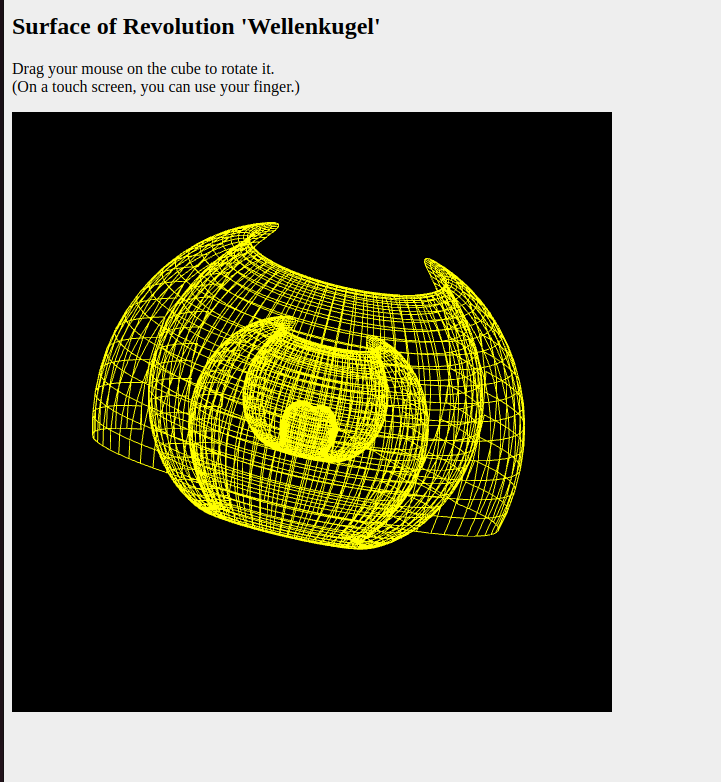 Surface of Revolution 'Wellenkugel'
Drag your mouse on the cube to rotate it.
(On a touch screen, you can use your finger.)